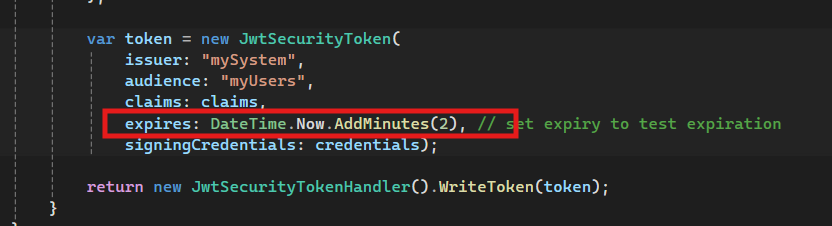 };
var token = new JwtSecurityToken(
issuer: "mySystem",
audience: "myUsers",
claims: claims,
expires: DateTime.Now.AddMinutes(2), // set expiry to test expiration
signingCredentials: credentials);
return new JwtSecurityTokenHandler().WriteToken(token);
}